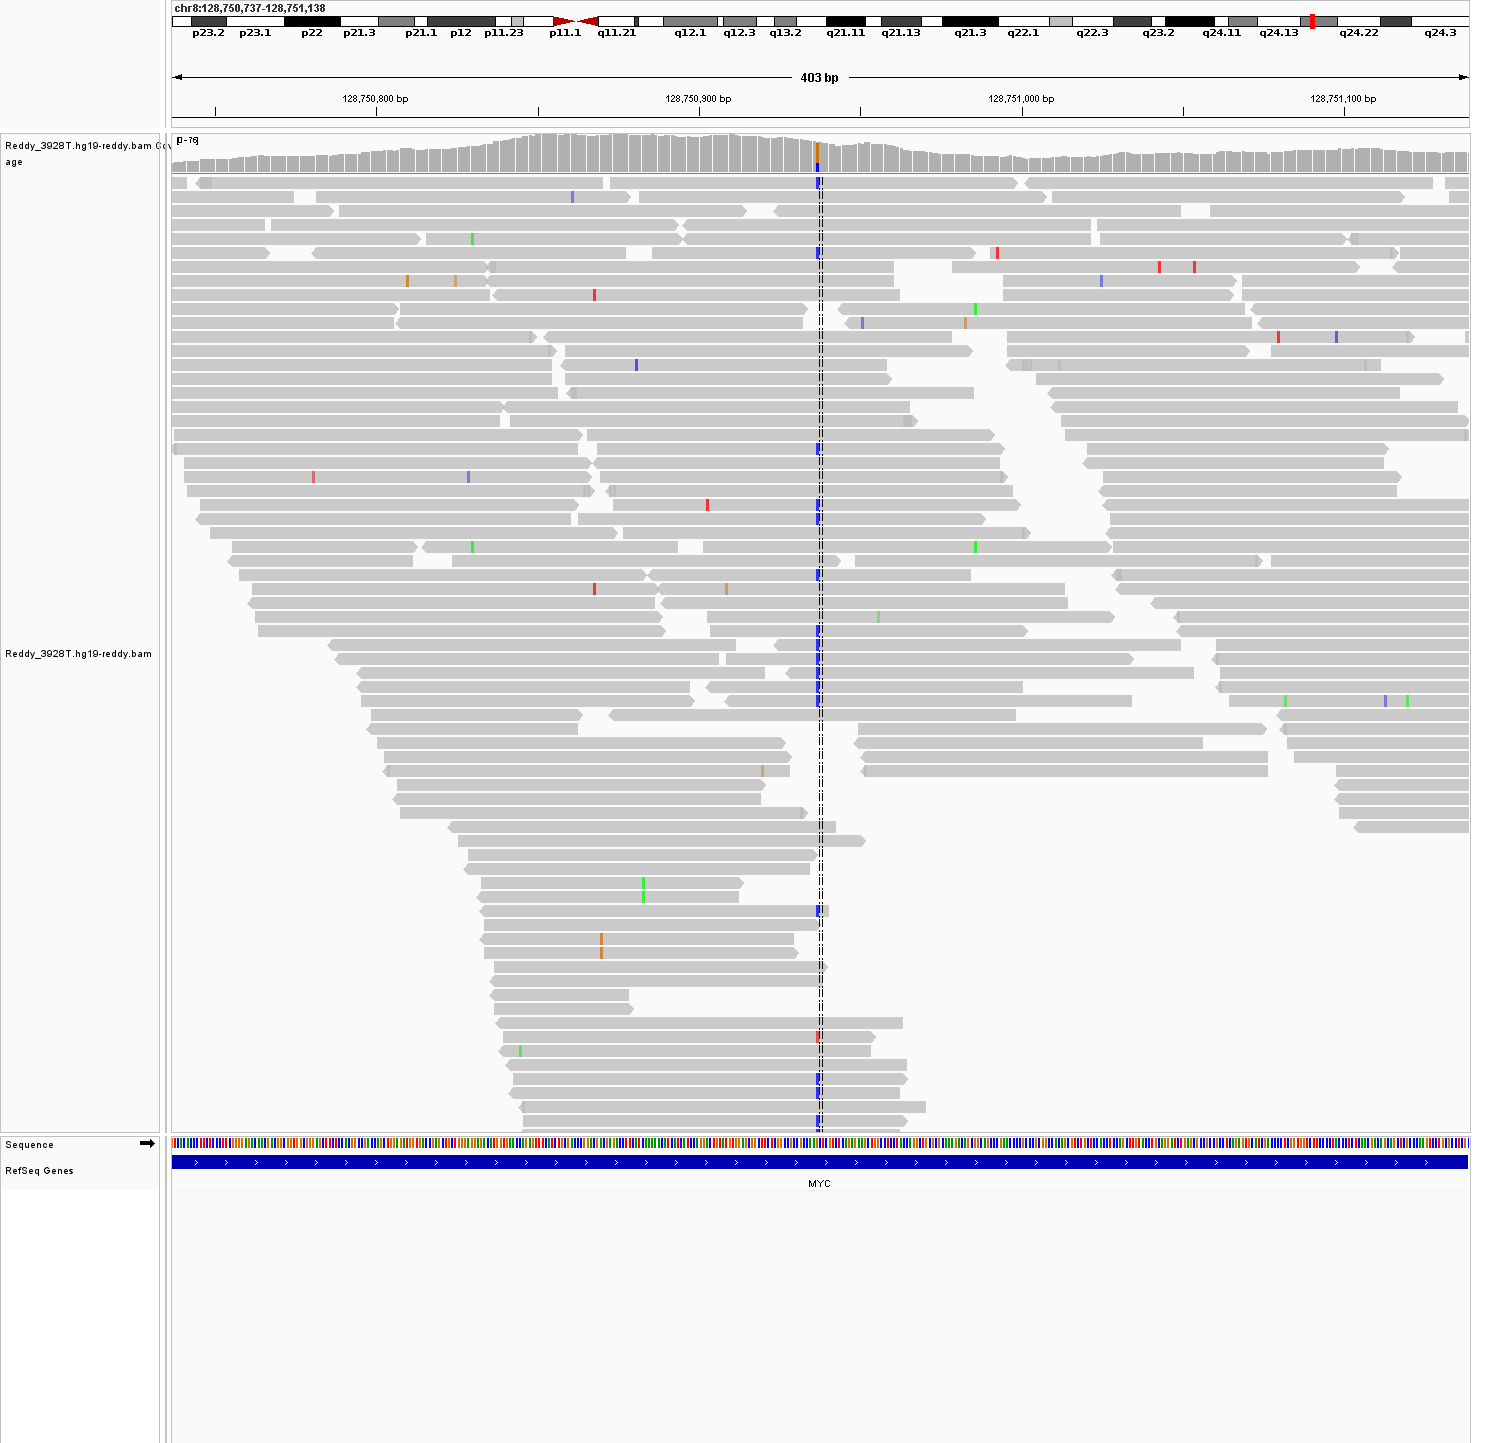 chr8:128,750,737-128,751,138
p23.2 p23.1 p22 p21.3 p21.1 p12 p11.23 p11.1 q11.21 q12.1 q12.3 q13.2 q21.11 q21.13 q21.3 q22.1 q22.3 q23.2 q24.11 q24.13 q24.22 q24.3
403 bp
128,750,800 bp 128,750,900 bp 128,751,000 bp 128,751,100 bp
[0-76]
Reddy_3928T.hg19-reddy.bam Cov
age
Reddy_3928T.hg19-reddy.bam
Sequence
RefSeq Genes
MYC